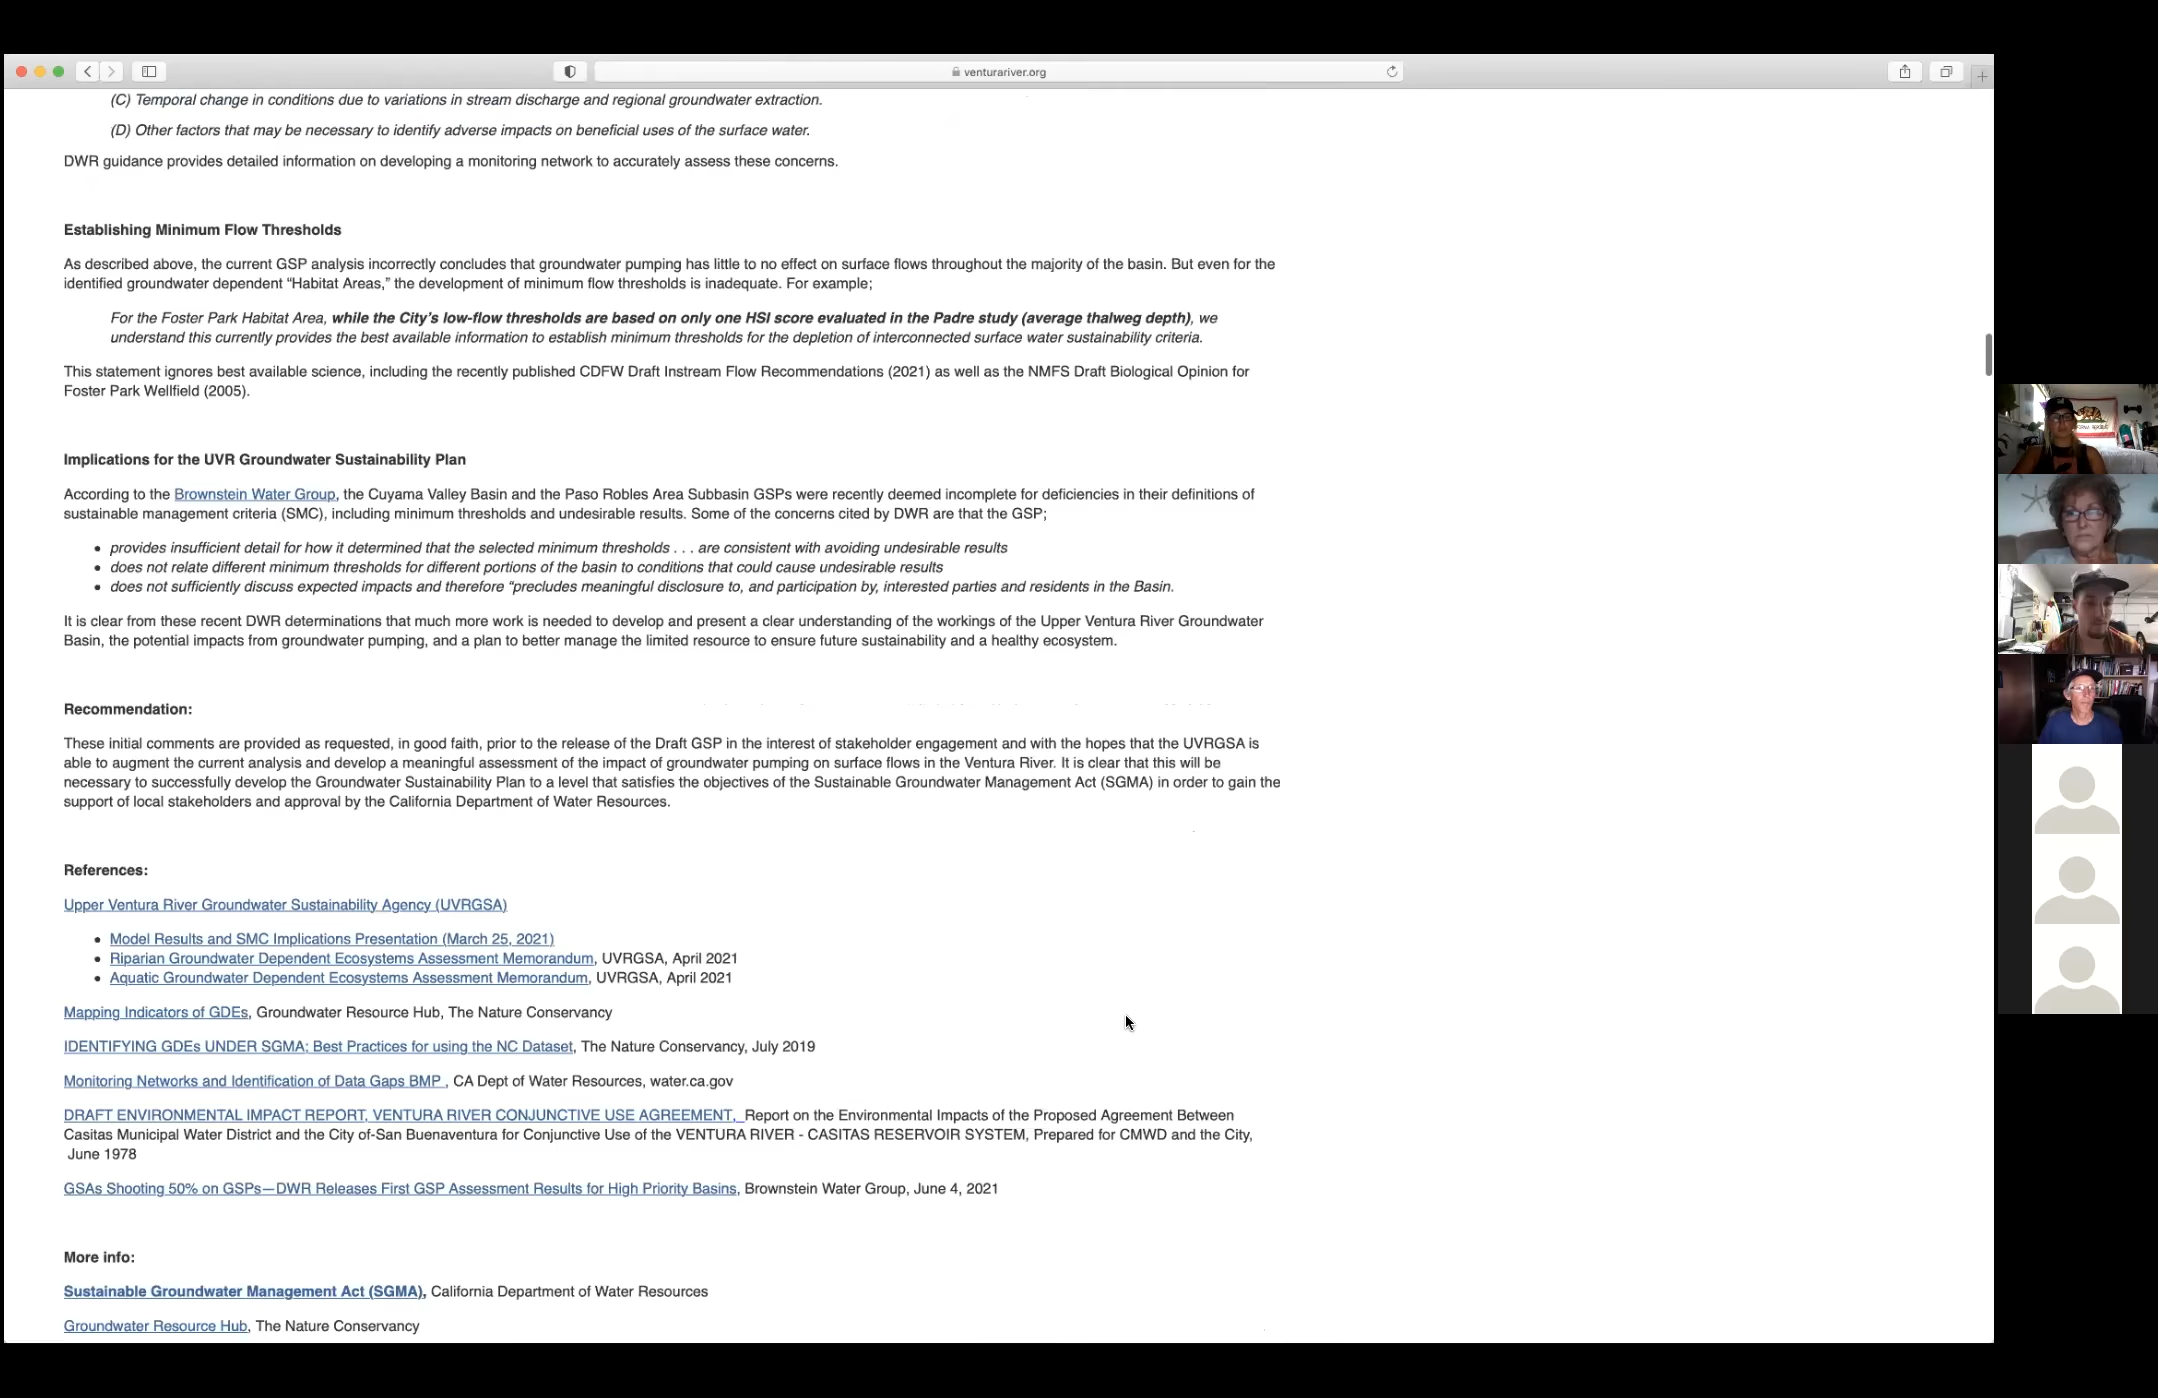 venturariver.org
(C) Temporal change in conditions due to variations in stream discharge and regional groundwater extraction.
(D) Other factors that may be necessary to identify adverse impacts on beneficial uses of the surface water.
DWR guidance provides detailed information on developing a monitoring network to accurately assess these concerns.
Establishing Minimum Flow Thresholds
As described above, the current GSP analysis incorrectly concludes that groundwater pumping has little to no effect on surface flows throughout the majority of the basin. But even for the
identified groundwater dependent “Habitat Areas,” the development of minimum flow thresholds is inadequate. For example;
For the Foster Park Habitat Area, while the City’s low-flow thresholds are based on only one HSI score evaluated in the Padre study (average thalweg depth), we
understand this currently provides the best available information to establish minimum thresholds for the depletion of interconnected surface water sustainability criteria.
This statement ignores best available science, including the recently published CDFW Draft Instream Flow Recommendations (2021) as well as the NMFS Draft Biological Opinion for
Foster Park Wellfield (2005).
Implications for the UVR Groundwater Sustainability Plan
According to the Brownstein Water Group, the Cuyama Valley Basin and the Paso Robles Area Subbasin GSPs were recently deemed incomplete for deficiencies in their definitions of
sustainable management criteria (SMC), including minimum thresholds and undesirable results. Some of the concerns cited by DWR are that the GSP;
• provides insufficient detail for how it determined that the selected minimum thresholds . . . are consistent with avoiding undesirable results
• does not relate different minimum thresholds for different portions of the basin to conditions that could cause undesirable results
• does not sufficiently discuss expected impacts and therefore “precludes meaningful disclosure to, and participation by, interested parties and residents in the Basin.
It is clear from these recent DWR determinations that much more work is needed to develop and present a clear understanding of the workings of the Upper Ventura River Groundwater
Basin, the potential impacts from groundwater pumping, and a plan to better manage the limited resource to ensure future sustainability and a healthy ecosystem.
Recommendation:
These initial comments are provided as requested, in good faith, prior to the release of the Draft GSP in the interest of stakeholder engagement and with the hopes that the UVRGSA is
able to augment the current analysis and develop a meaningful assessment of the impact of groundwater pumping on surface flows in the Ventura River. It is clear that this will be
necessary to successfully develop the Groundwater Sustainability Plan to a level that satisfies the objectives of the Sustainable Groundwater Management Act (SGMA) in order to gain the
support of local stakeholders and approval by the California Department of Water Resources.
References:
Upper Ventura River Groundwater Sustainability Agency (UVRGSA)
• Model Results and SMC Implications Presentation (March 25, 2021)
• Riparian Groundwater Dependent Ecosystems Assessment Memorandum, UVRGSA, April 2021
• Aquatic Groundwater Dependent Ecosystems Assessment Memorandum, UVRGSA, April 2021
Mapping Indicators of GDEs, Groundwater Resource Hub, The Nature Conservancy
IDENTIFYING GDEs UNDER SGMA: Best Practices for using the NC Dataset, The Nature Conservancy, July 2019
Monitoring Networks and Identification of Data Gaps BMP , CA Dept of Water Resources, water.ca.gov
DRAFT ENVIRONMENTAL IMPACT REPORT, VENTURA RIVER CONJUNCTIVE USE AGREEMENT, Report on the Environmental Impacts of the Proposed Agreement Between
Casitas Municipal Water District and the City of-San Buenaventura for Conjunctive Use of the VENTURA RIVER - CASITAS RESERVOIR SYSTEM, Prepared for CMWD and the City,
June 1978
GSAs Shooting 50% on GSPs—DWR Releases First GSP Assessment Results for High Priority Basins, Brownstein Water Group, June 4, 2021
More info:
Sustainable Groundwater Management Act (SGMA), California Department of Water Resources
Groundwater Resource Hub, The Nature Conservancy